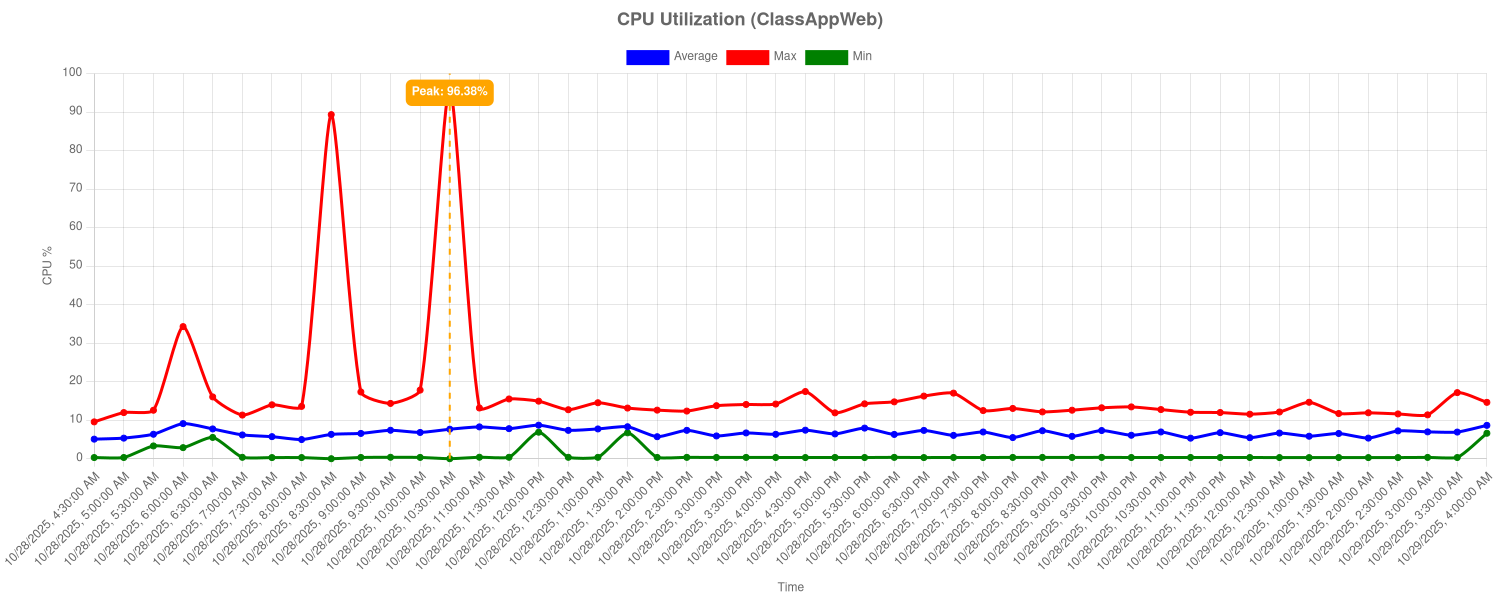 CPU Utilization (ClassAppWeb)
Average Max Min
100
90
80
70
60
50
40
30
20
10
0
CPU %
Peak: 96.38%
10/28/2025, 4:30:00 AM
10/28/2025, 5:00:00 AM
10/28/2025, 5:30:00 AM
10/28/2025, 6:00:00 AM
10/28/2025, 6:30:00 AM
10/28/2025, 7:00:00 AM
10/28/2025, 7:30:00 AM
10/28/2025, 8:00:00 AM
10/28/2025, 8:30:00 AM
10/28/2025, 9:00:00 AM
10/28/2025, 9:30:00 AM
10/28/2025, 10:00:00 AM
10/28/2025, 10:30:00 AM
10/28/2025, 11:00:00 AM
10/28/2025, 11:30:00 AM
10/28/2025, 12:00:00 PM
10/28/2025, 12:30:00 PM
10/28/2025, 1:00:00 PM
10/28/2025, 1:30:00 PM
10/28/2025, 2:00:00 PM
10/28/2025, 2:30:00 PM
10/28/2025, 3:00:00 PM
10/28/2025, 3:30:00 PM
10/28/2025, 4:00:00 PM
10/28/2025, 4:30:00 PM
10/28/2025, 5:00:00 PM
10/28/2025, 5:30:00 PM
10/28/2025, 6:00:00 PM
10/28/2025, 6:30:00 PM
10/28/2025, 7:00:00 PM
10/28/2025, 7:30:00 PM
10/28/2025, 8:00:00 PM
10/28/2025, 8:30:00 PM
10/28/2025, 9:00:00 PM
10/28/2025, 9:30:00 PM
10/28/2025, 10:00:00 PM
10/28/2025, 10:30:00 PM
10/28/2025, 11:00:00 PM
10/28/2025, 11:30:00 PM
10/29/2025, 12:00:00 AM
10/29/2025, 12:30:00 AM
10/29/2025, 1:00:00 AM
10/29/2025, 1:30:00 AM
10/29/2025, 2:00:00 AM
10/29/2025, 2:30:00 AM
10/29/2025, 3:00:00 AM
10/29/2025, 3:30:00 AM
10/29/2025, 4:00:00 AM
Time